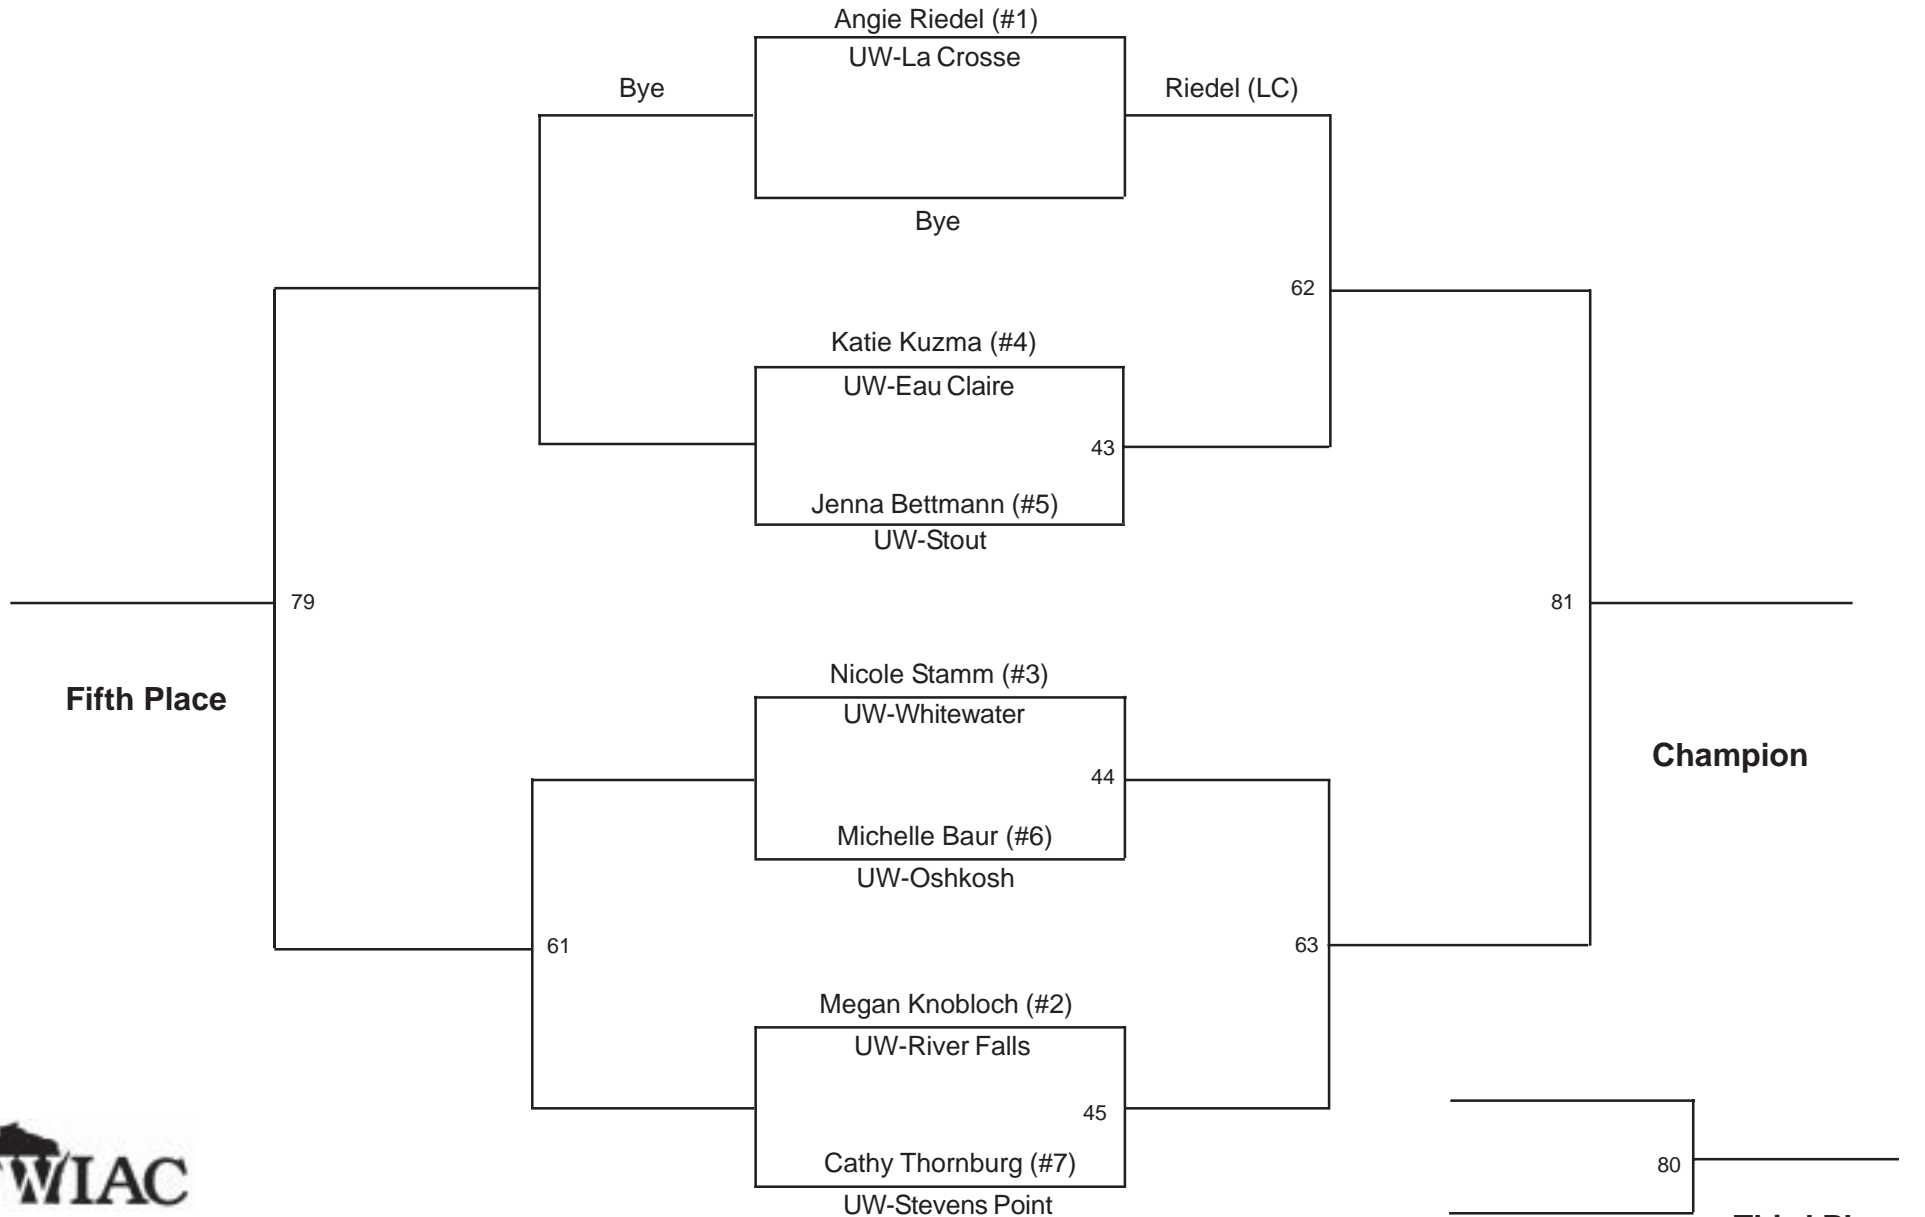 Angie Riedel (#1)
UW-La Crosse
Bye
Riedel (LC)
Bye
62
Katie Kuzma (#4)
UW-Eau Claire
43
Jenna Bettmann (#5)
UW-Stout
79
81
Nicole Stamm (#3)
Fifth Place
UW-Whitewater
Champion
44
Michelle Baur (#6)
UW-Oshkosh
61
63
Megan Knobloch (#2)
UW-River Falls
45
Cathy Thornburg (#7)
80
WIAC
UW-Stevens Point